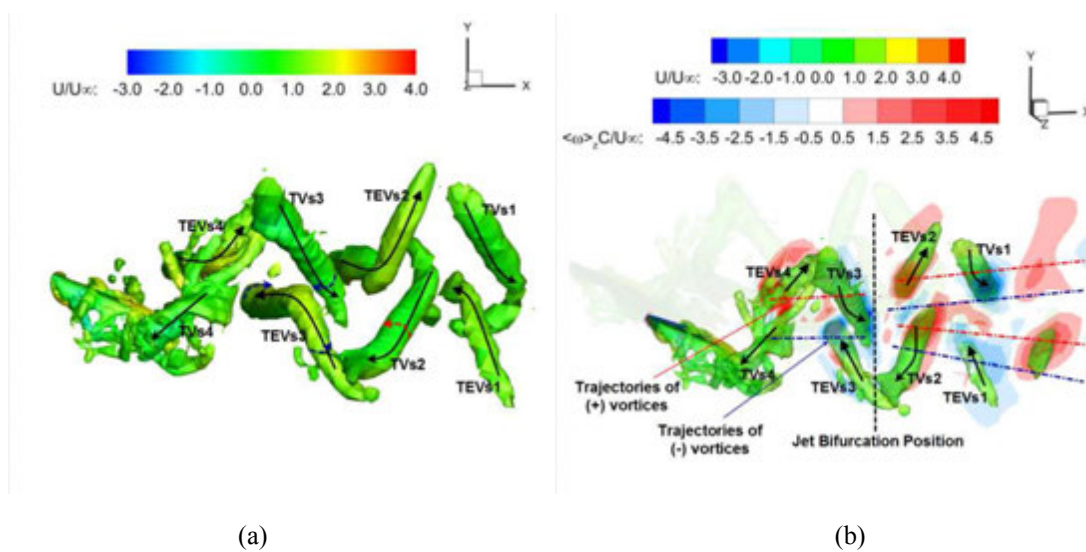 Y
X
Z
U/U∞:
-3.0 -2.0 -1.0 0.0 1.0 2.0 3.0 4.0
TVs3
TEVs2
TVs1
TEVs4
TEVs3
TVs4
TVs2
TEVs1
(a)
U/U∞:
-3.0 -2.0 -1.0 0.0 1.0 2.0 3.0 4.0
<ω>zC/U∞:
-4.5 -3.5 -2.5 -1.5 -0.5 0.5 1.5 2.5 3.5 4.5
Y
X
Z
TEVs2
TVs1
TEVs4
TVs3
TVs4
TEVs3
TVs2
TEVs1
Trajectories of
(+) vortices
Trajectories of
(-) vortices
Jet Bifurcation Position
(b)